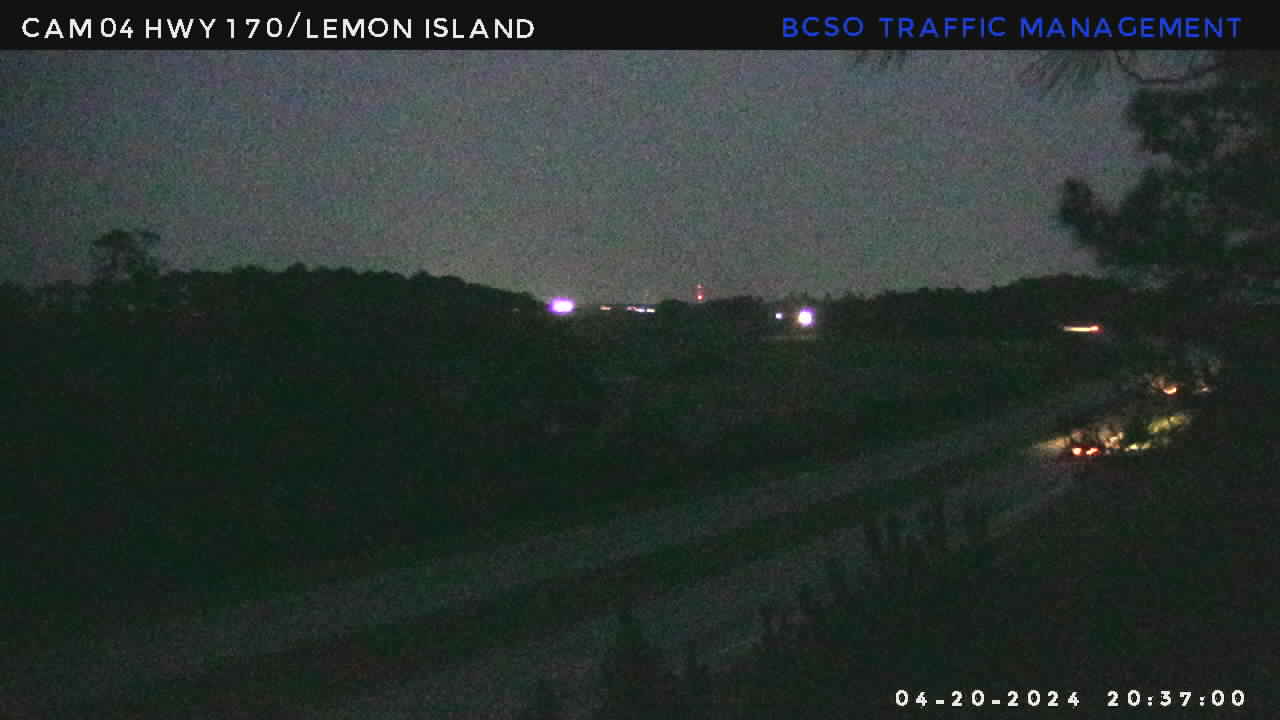 CAM04 HWY 170/LEMON ISLAND
BCSO TRAFFIC MANAGEMENT
04-20-2024 20:37:00